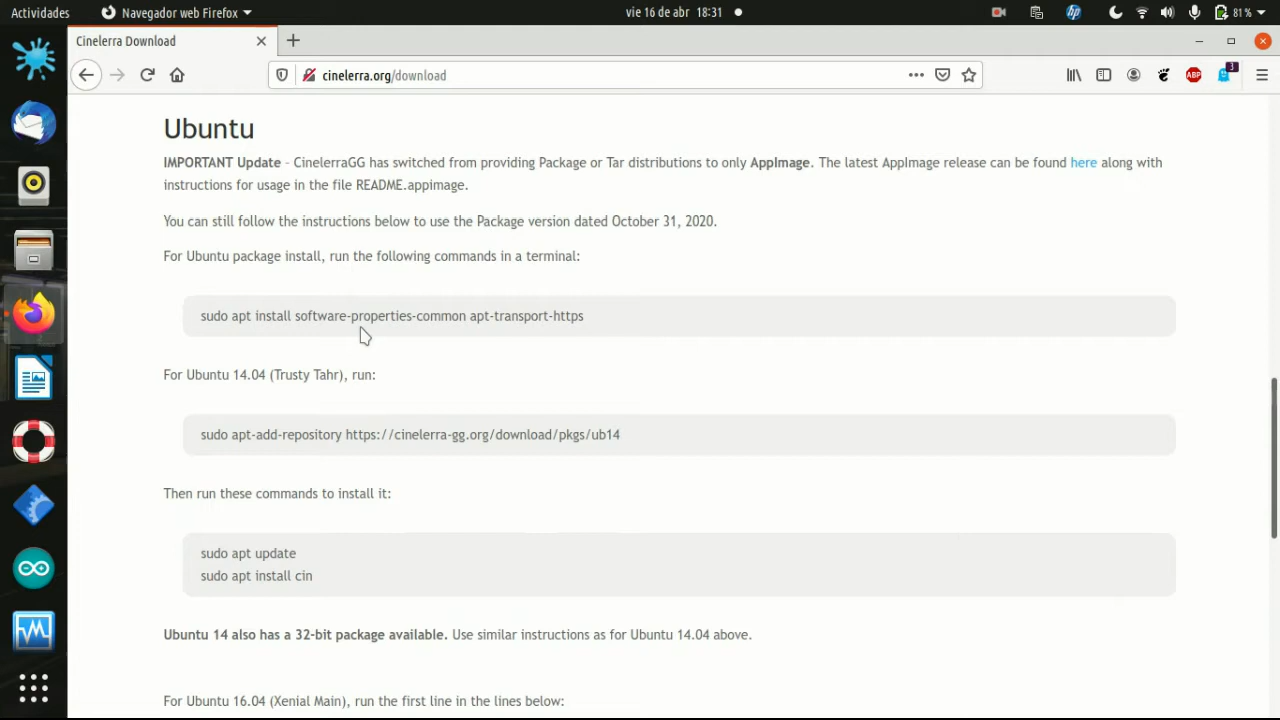 Actividades
Navegador web Firefox
vie 16 de abr 18:31
81 %
Cinelerra Download
cinelerra.org/download
ABP
3
Ubuntu
IMPORTANT Update - CinelerraGG has switched from providing Package or Tar distributions to only AppImage. The latest AppImage release can be found here along with
instructions for usage in the file README.appimage.
You can still follow the instructions below to use the Package version dated October 31, 2020.
For Ubuntu package install, run the following commands in a terminal:
sudo apt install software-properties-common apt-transport-https
For Ubuntu 14.04 (Trusty Tahr), run:
sudo apt-add-repository https://cinelerra-gg.org/download/pkgs/ub14
Then run these commands to install it:
sudo apt update
sudo apt install cin
Ubuntu 14 also has a 32-bit package available. Use similar instructions as for Ubuntu 14.04 above.
For Ubuntu 16.04 (Xenial Main), run the first line in the lines below: